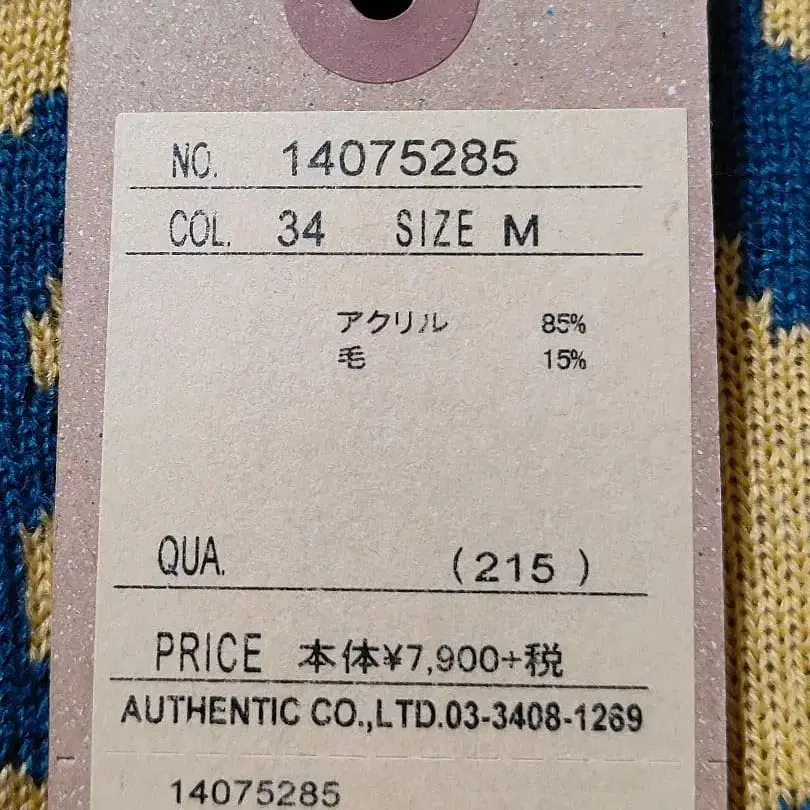 NO. 14075285
COL. 34 SIZE M
アクリル 85%
毛 15%
QUA. (215 )
PRICE 本体¥7,900+税
AUTHENTIC CO.,LTD.03-3408-1269
14075285